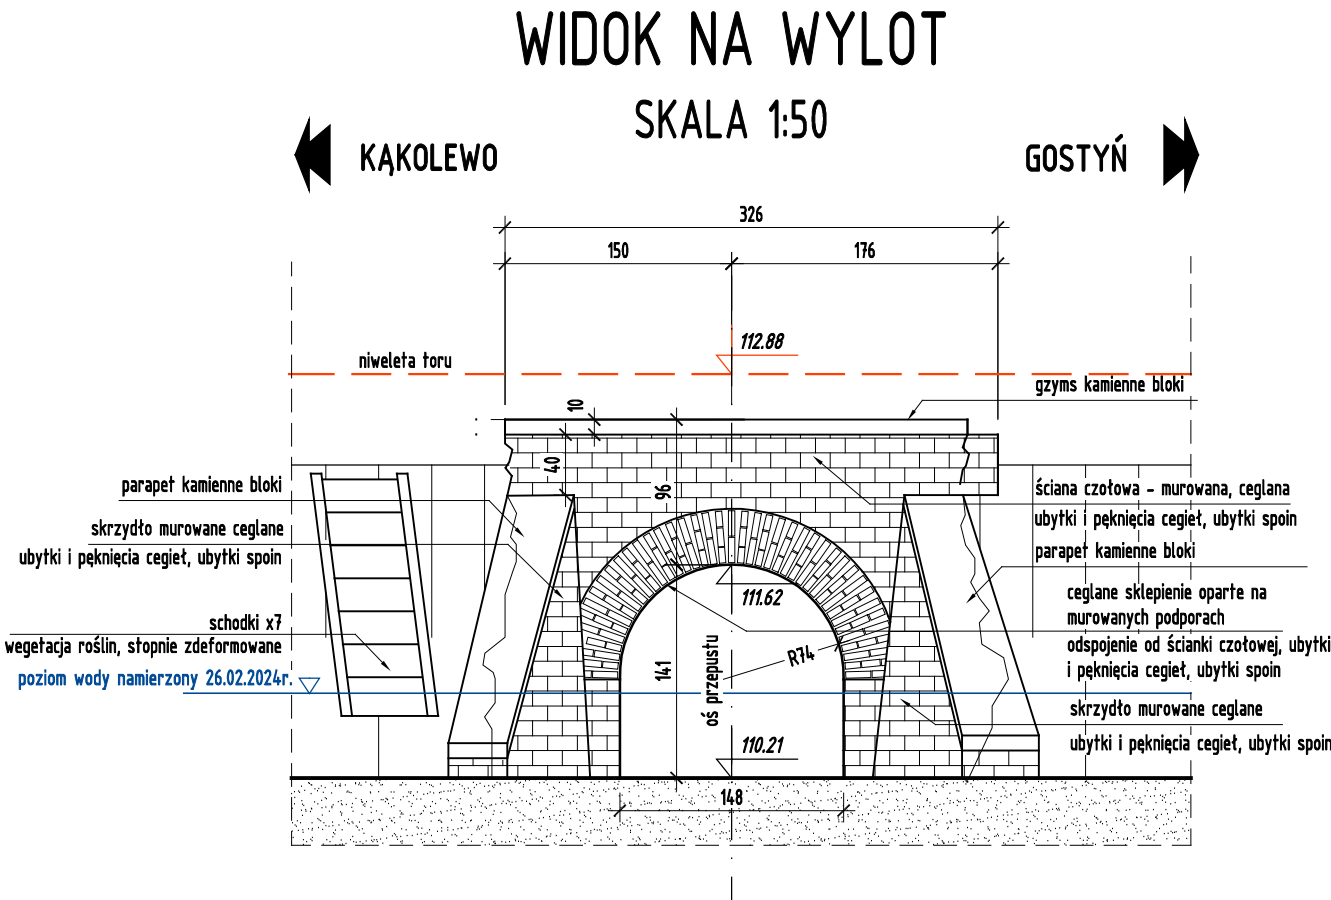 WIDOK NA WYLOT
SKALA 1:50
KĄKOLEWO
GOSTYŃ
326
150
176
112.88
niweleta toru
gzyms kamienne bloki
10
40
96
parapet kamienne bloki
skrzydło murowane ceglane
ubytki i pęknięcia cegieł, ubytki spoin
schodki x7
wegetacja roślin, stopnie zdeformowane
poziom wody namierzony 26.02.2024r.
ściana czołowa - murowana, ceglana
ubytki i pęknięcia cegieł, ubytki spoin
parapet kamienne bloki
ceglane sklepienie oparte na
murowanych podporach
odspojenie od ścianki czołowej, ubytki
i pęknięcia cegieł, ubytki spoin
skrzydło murowane ceglane
ubytki i pęknięcia cegieł, ubytki spoin
111.62
R74
141
oś przepustu
110.21
148